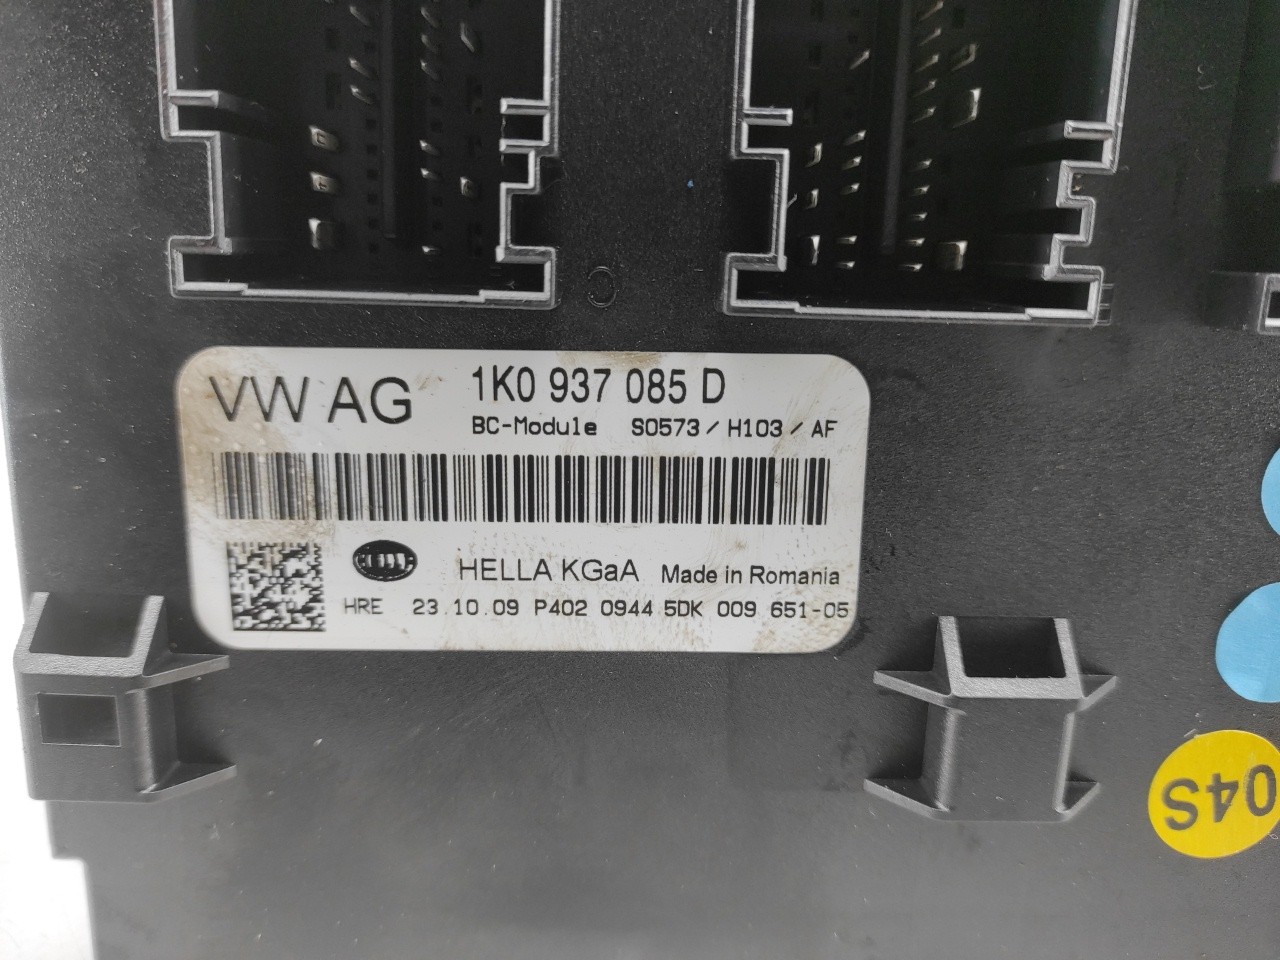 VW AG 1K0 937 085 D
BC-Module S0573 / H103 / AF
HELLA KGaA Made in Romania
HRE 23.10.09 P402 0944 5DK 009 651-05
04S